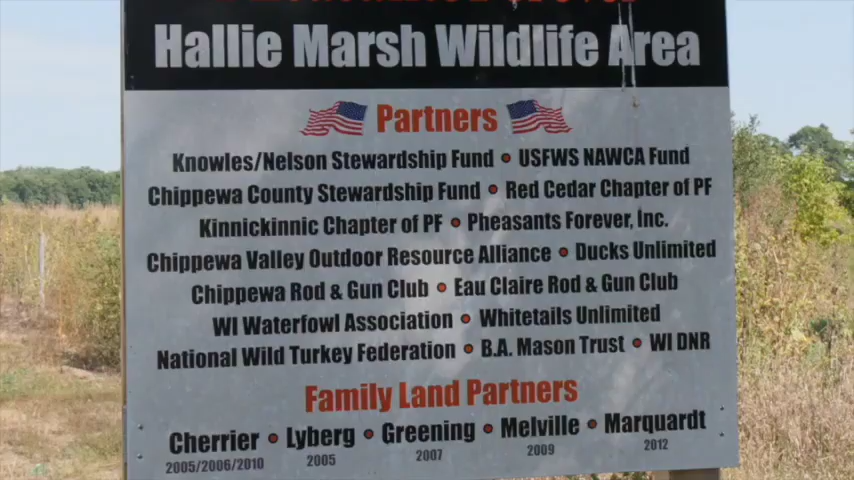 Hallie Marsh Wildlife Area
Partners
Knowles/Nelson Stewardship Fund • USFWS NAWCA Fund
Chippewa County Stewardship Fund • Red Cedar Chapter of PF
Kinnickinnic Chapter of PF • Pheasants Forever, Inc.
Chippewa Valley Outdoor Resource Alliance • Ducks Unlimited
Chippewa Rod & Gun Club • Eau Claire Rod & Gun Club
WI Waterfowl Association • Whitetails Unlimited
National Wild Turkey Federation • B.A. Mason Trust • WI DNR
Family Land Partners
Cherrier • Lyberg • Greening • Melville • Marquardt
2005/2006/2010 2005 2007 2009 2012